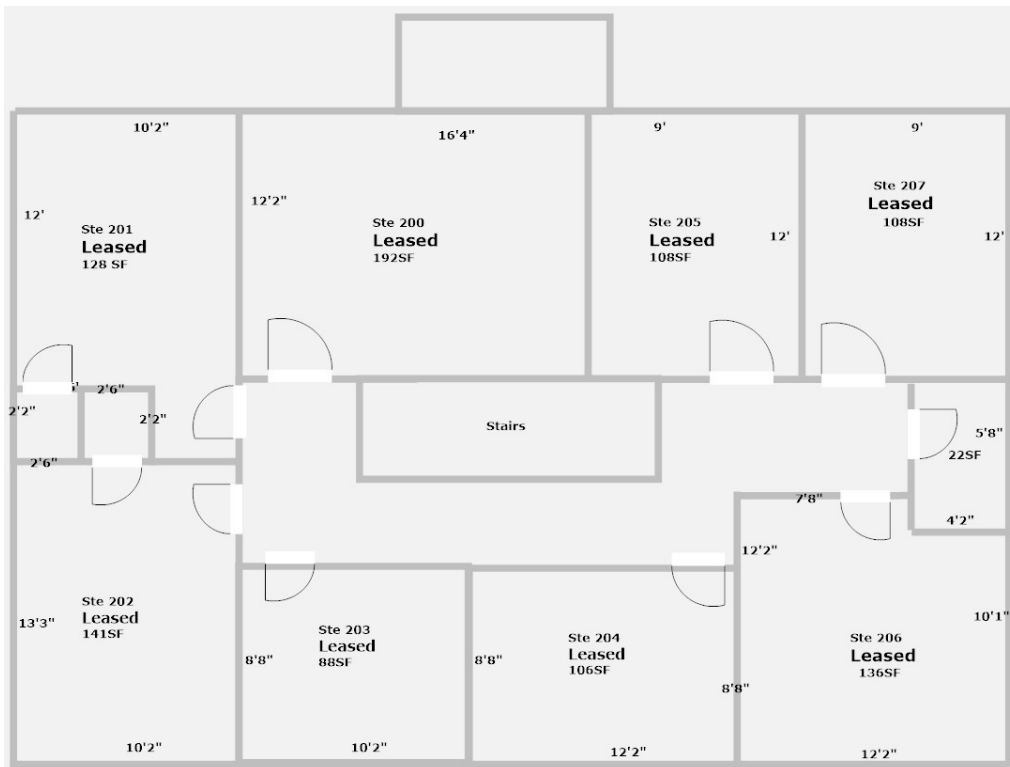 10'2"
16'4"
9'
9'
12'
12'2"
Ste 201
Leased
128 SF
Ste 200
Leased
192SF
Ste 205
Leased
108SF
12'
Ste 207
Leased
108SF
12'
2'6"
2'2"
2'2"
2'6"
Stairs
5'8"
22SF
4'2"
7'8"
12'2"
Ste 202
Leased
141SF
13'3"
10'2"
Ste 203
Leased
88SF
8'8"
10'2"
Ste 204
Leased
106SF
8'8"
8'8"
12'2"
Ste 206
Leased
136SF
10'1"
12'2"